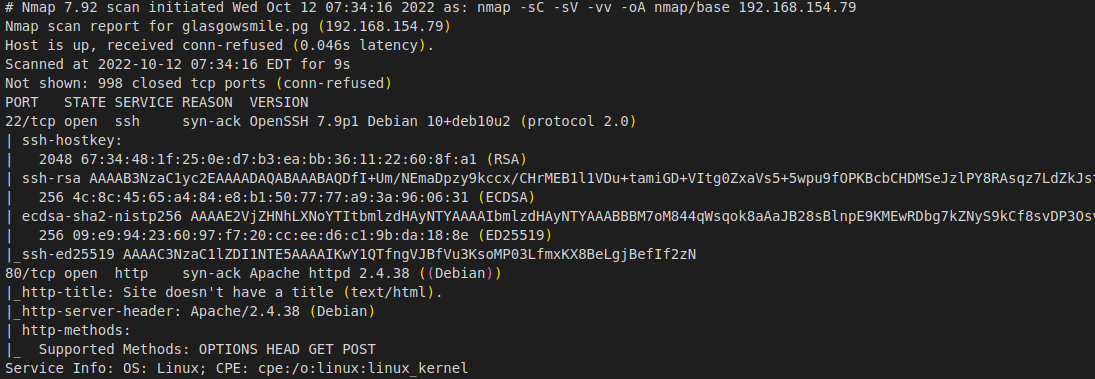 # Nmap 7.92 scan initiated Wed Oct 12 07:34:16 2022 as: nmap -sC -sV -vv -oA nmap/base 192.168.154.79
Nmap scan report for glasgowsmile.pg (192.168.154.79)
Host is up, received conn-refused (0.046s latency).
Scanned at 2022-10-12 07:34:16 EDT for 9s
Not shown: 998 closed tcp ports (conn-refused)
PORT   STATE SERVICE REASON  VERSION
22/tcp open  ssh     syn-ack OpenSSH 7.9p1 Debian 10+deb10u2 (protocol 2.0)
| ssh-hostkey:
|   2048 67:34:48:1f:25:0e:d7:b3:ea:bb:36:11:22:60:8f:a1 (RSA)
| ssh-rsa AAAAB3NzaC1yc2EAAAADAQABAAABAQDfI+Um/NEmaDpzy9kccx/CHrMEB1l1VDu+tamiGD+VItg0ZxaVs5+5wpu9fOPKBcbCHDMSeJzlPY8RAsqz7LdZkJst
|   256 4c:8c:45:65:a4:84:e8:b1:50:77:77:a9:3a:96:06:31 (ECDSA)
| ecdsa-sha2-nistp256 AAAAE2VjZHNhLXNoYTItbmlzdHAyNTYAAAAIbmlzdHAyNTYAAABBBM7oM844qWsqok8aAaJB28sBlnpE9KMEwRDbg7kZNyS9kCf8svDP3Osv
|   256 09:e9:94:23:60:97:f7:20:cc:ee:d6:c1:9b:da:18:8e (ED25519)
|_ssh-ed25519 AAAAC3NzaC1lZDI1NTE5AAAAIKwY1QTfngVJBfVu3KsoMP03LfmxKX8BeLgjBefIf2zN
80/tcp open  http    syn-ack Apache httpd 2.4.38 ((Debian))
|_http-title: Site doesn't have a title (text/html).
|_http-server-header: Apache/2.4.38 (Debian)
| http-methods:
|_  Supported Methods: OPTIONS HEAD GET POST
Service Info: OS: Linux; CPE: cpe:/o:linux:linux_kernel